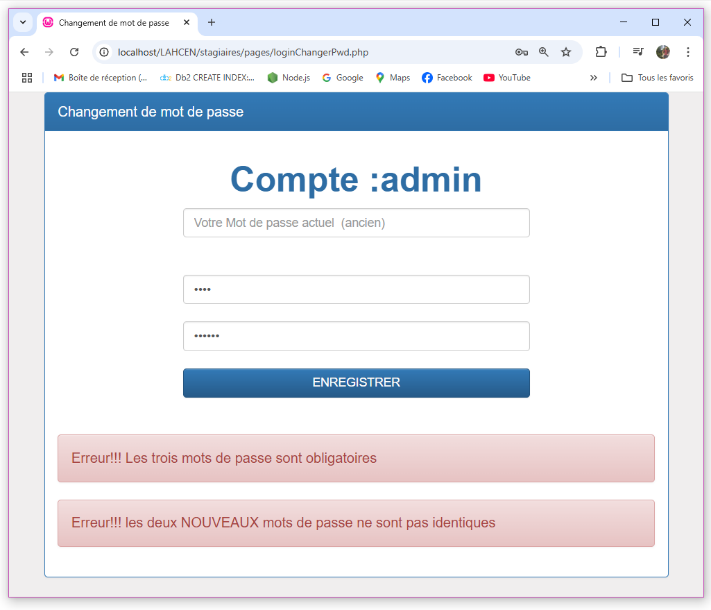 Changement de mot de passe
localhost/LAHCEN/stagiaires/pages/loginChangerPwd.php
Boîte de réception (... Db2 CREATE INDEX:... Node.js Google Maps Facebook YouTube Tous les favoris
Changement de mot de passe
Compte :admin
Votre Mot de passe actuel (ancien)
••••
••••••
ENREGISTRER
Erreur!!! Les trois mots de passe sont obligatoires
Erreur!!! les deux NOUVEAUX mots de passe ne sont pas identiques